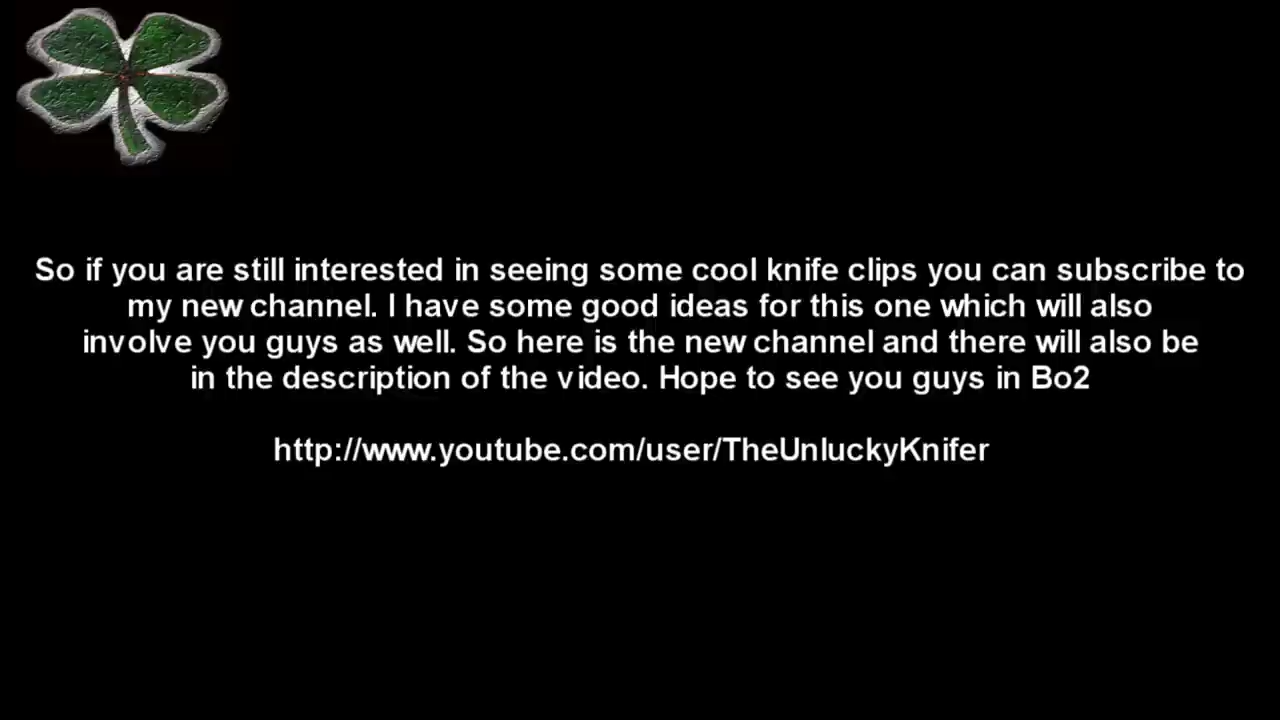 So if you are still interested in seeing some cool knife clips you can subscribe to
my new channel. I have some good ideas for this one which will also
involve you guys as well. So here is the new channel and there will also be
in the description of the video. Hope to see you guys in Bo2
http://www.youtube.com/user/TheUnluckyKnifer